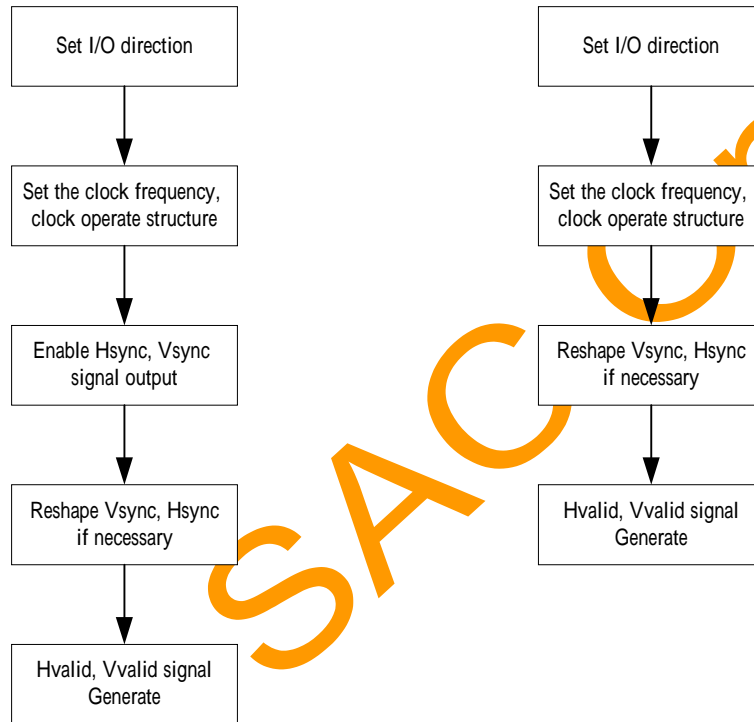 Set I/O direction
Set the clock frequency,
clock operate structure
Enable Hsync, Vsync
signal output
Reshape Vsync, Hsync
if necessary
Hvalid, Vvalid signal
Generate
Set I/O direction
Set the clock frequency,
clock operate structure
Reshape Vsync, Hsync
if necessary
Hvalid, Vvalid signal
Generate
SAC